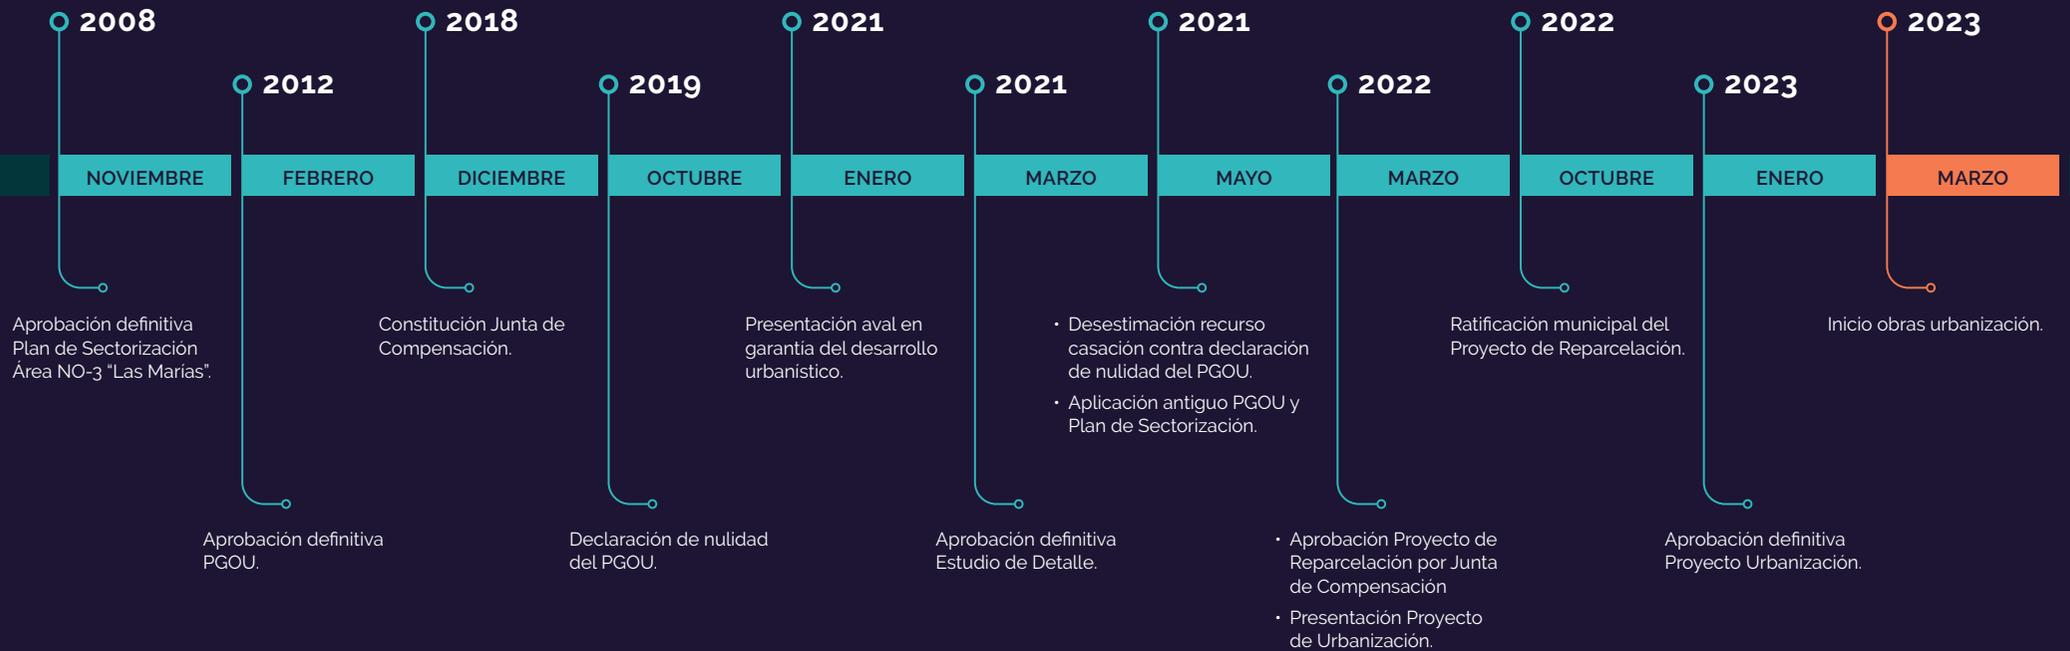 2008
2018
2021
2021
2022
2023
2012
2019
2021
2022
2023
NOVIEMBRE
FEBRERO
DICIEMBRE
OCTUBRE
ENERO
MARZO
MAYO
MARZO
OCTUBRE
ENERO
MARZO
Aprobación definitiva
Plan de Sectorización
Área NO-3 “Las Marías”.
Constitución Junta de
Compensación.
Presentación aval en
garantía del desarrollo
urbanístico.
• Desestimación recurso
casación contra declaración
de nulidad del PGOU.
• Aplicación antiguo PGOU y
Plan de Sectorización.
Ratificación municipal del
Proyecto de Reparcelación.
Inicio obras urbanización.
Aprobación definitiva
PGOU.
Declaración de nulidad
del PGOU.
Aprobación definitiva
Estudio de Detalle.
• Aprobación Proyecto de
Reparcelación por Junta
de Compensación
• Presentación Proyecto
de Urbanización.
Aprobación definitiva
Proyecto Urbanización.